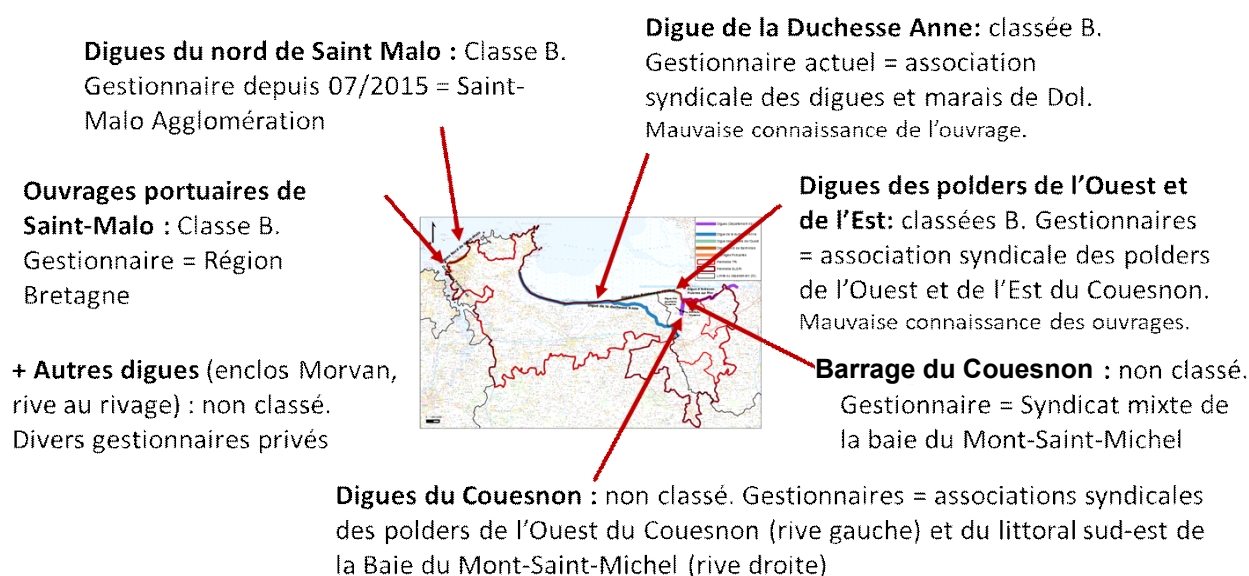 Digues du nord de Saint Malo : Classe B.
Gestionnaire depuis 07/2015 = Saint-
Malo Agglomération
Digue de la Duchesse Anne: classée B.
Gestionnaire actuel = association
syndicale des digues et marais de Dol.
Mauvaise connaissance de l'ouvrage.
Ouvrages portuaires de
Saint-Malo : Classe B.
Gestionnaire = Région
Bretagne
Digues des polders de l'Ouest et
de l'Est: classées B. Gestionnaires
= association syndicale des polders
de l'Ouest et de l'Est du Couesnon.
Mauvaise connaissance des ouvrages.
+ Autres digues (enclos Morvan,
rive au rivage) : non classé.
Divers gestionnaires privés
Barrage du Couesnon : non classé.
Gestionnaire = Syndicat mixte de
la baie du Mont-Saint-Michel
Digues du Couesnon : non classé. Gestionnaires = associations syndicales
des polders de l'Ouest du Couesnon (rive gauche) et du littoral sud-est de
la Baie du Mont-Saint-Michel (rive droite)
Digue de la duchesse Anne